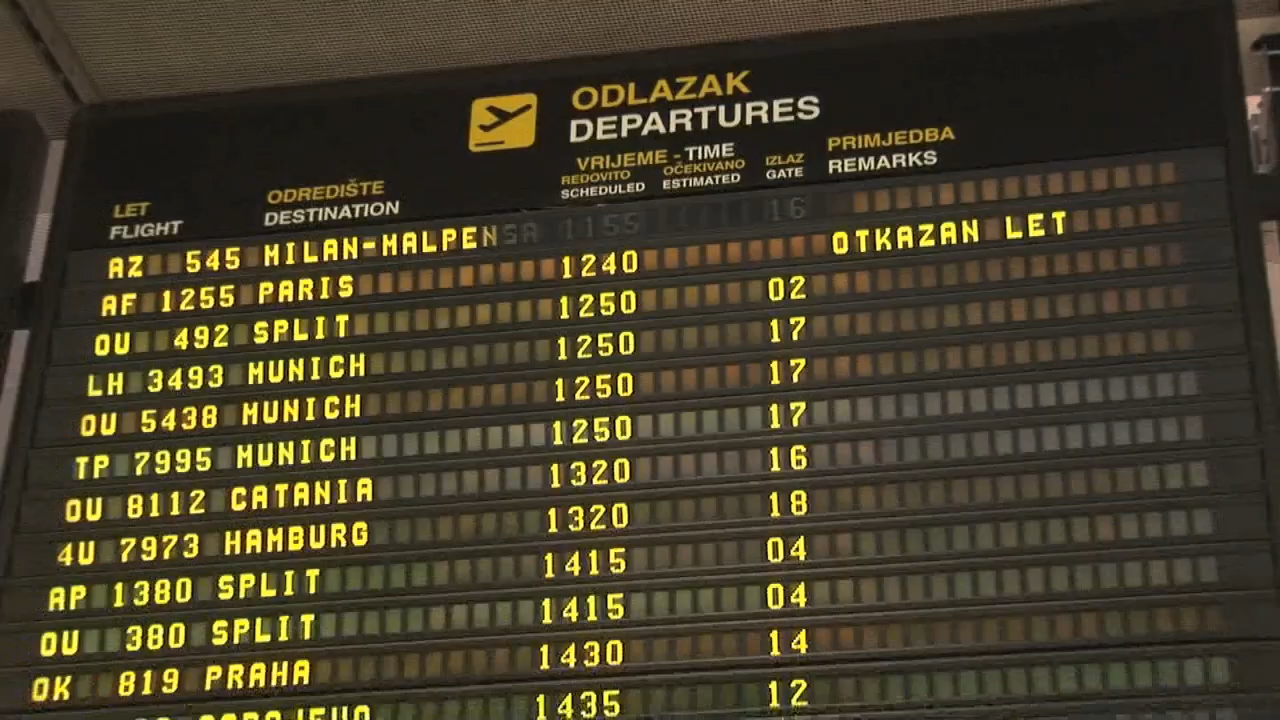 ODLAZAK
DEPARTURES
LET ODREDIŠTE VRIJEME - TIME IZLAZ PRIMJEDBA
FLIGHT DESTINATION REDOVITO OČEKIVANO GATE REMARKS
SCHEDULED ESTIMATED
AZ 545 MILAN-MALPENSA 1155 16
AF 1255 PARIS 1240 OTKAZAN LET
OU 492 SPLIT 1250 02
LH 3493 MUNICH 1250 17
OU 5438 MUNICH 1250 17
TP 7995 MUNICH 1250 17
OU 8112 CATANIA 1320 16
4U 7973 HAMBURG 1320 18
AP 1380 SPLIT 1415 04
OU 380 SPLIT 1415 04
OK 819 PRAHA 1430 14
SARAJEVO 1435 12